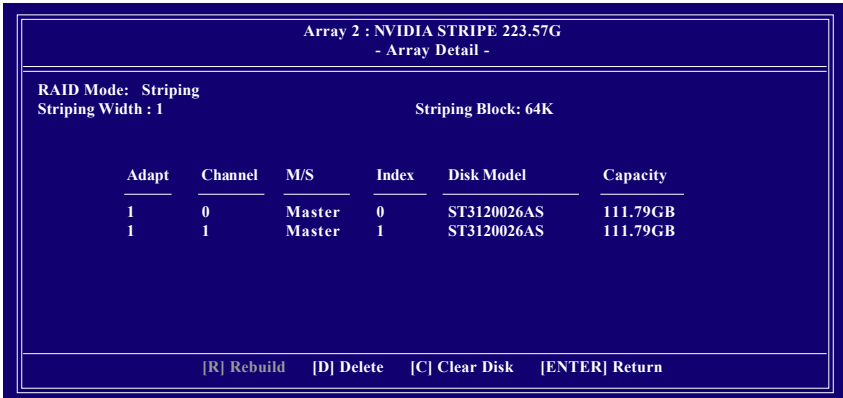 Array 2 : NVIDIA STRIPE 223.57G
- Array Detail -
RAID Mode: Striping
Striping Width : 1 Striping Block: 64K
Adapt Channel M/S Index Disk Model Capacity
1 0 Master 0 ST3120026AS 111.79GB
1 1 Master 1 ST3120026AS 111.79GB
[R] Rebuild [D] Delete [C] Clear Disk [ENTER] Return